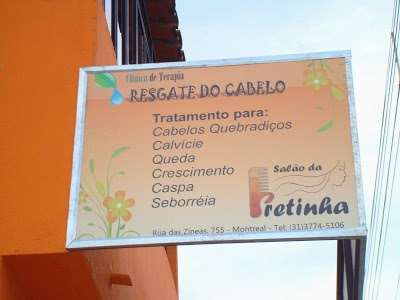 Clínica de Terapia
RESGATE DO CABELO
Tratamento para:
Cabelos Quebradiços
Calvície
Queda
Crescimento
Caspa
Seborréia
Salão da
Pretinha
Rua das Zíneas, 755 - Montreal - Tel: (31)3774-5106